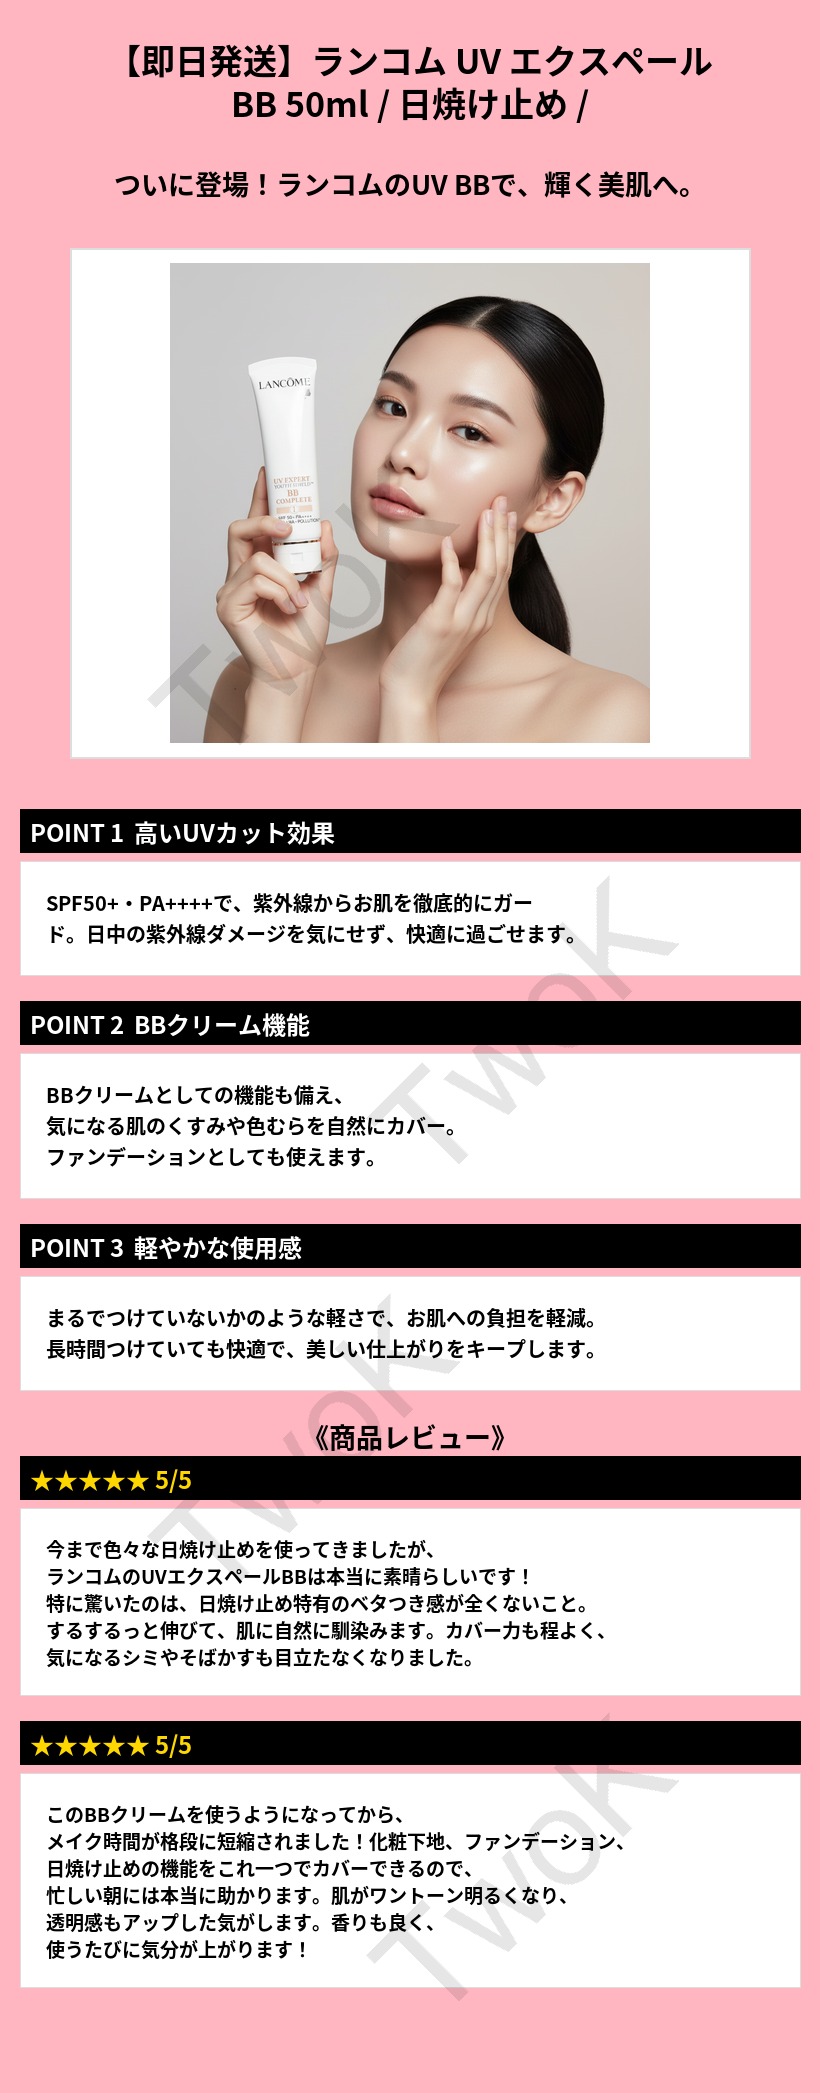 【即日発送】ランコム UV エクスペール
BB 50ml / 日焼け止め /
ついに登場！ランコムのUV BBで、輝く美肌へ。
LANCÔME
UV EXPERT
BB
COMPLETE
TwoK
POINT 1 高いUVカット効果
SPF50+・PA++++で、紫外線からお肌を徹底的にガー
ド。日中の紫外線ダメージを気にせず、快適に過ごせます。
TwoK
POINT 2 BBクリーム機能
BBクリームとしての機能も備え、
気になる肌のくすみや色むらを自然にカバー。
ファンデーションとしても使えます。
POINT 3 軽やかな使用感
まるでつけていないかのような軽さで、お肌への負担を軽減。
長時間つけていても快適で、美しい仕上がりをキープします。
TwoK
《商品レビュー》
★★★★★ 5/5
今まで色々な日焼け止めを使ってきましたが、
ランコムのUVエクスペールBBは本当に素晴らしいです！
特に驚いたのは、日焼け止め特有のベタつき感が全くないこと。
するするっと伸びて、肌に自然に馴染みます。カバー力も程よく、
気になるシミやそばかすも目立たなくなりました。
★★★★★ 5/5
このBBクリームを使うようになってから、
メイク時間が格段に短縮されました！化粧下地、ファンデーション、
日焼け止めの機能をこれ一つでカバーできるので、
忙しい朝には本当に助かります。肌がワントーン明るくなり、
透明感もアップした気がします。香りも良く、
使うたびに気分が上がります！
TwoK